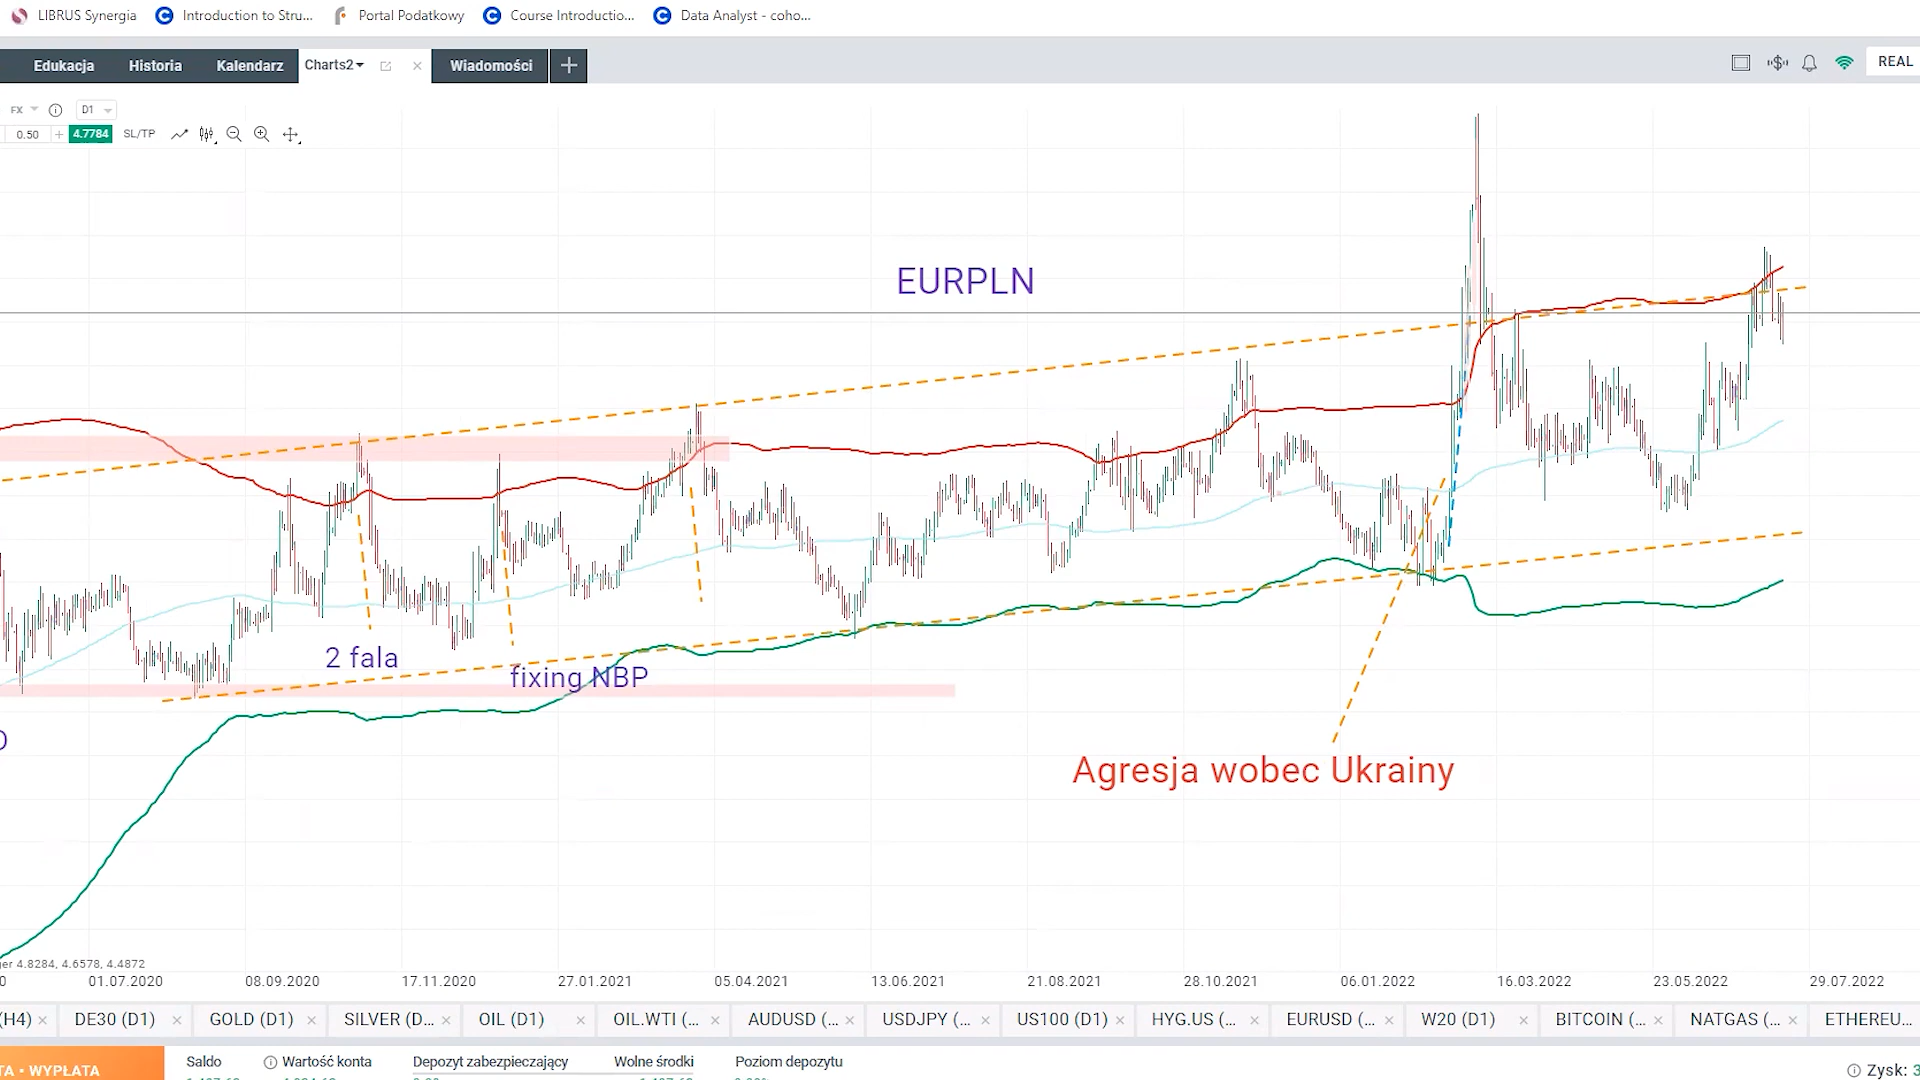 LIBRUS Synergia Introduction to Stru... Portal Podatkowy Course Introductio... Data Analyst - coho...
Edukacja Historia Kalendarz Charts2 Wiadomości
REAL
FX D1
0.50 + 4.7784 SL/TP
EURPLN
2 fala
fixing NBP
Agresja wobec Ukrainy
4.8284, 4.6578, 4.4872
01.07.2020 08.09.2020 17.11.2020 27.01.2021 05.04.2021 13.06.2021 21.08.2021 28.10.2021 06.01.2022 16.03.2022 23.05.2022 29.07.2022
(H4) DE30 (D1) GOLD (D1) SILVER (D... OIL (D1) OIL.WTI (... AUDUSD (... USDJPY (... US100 (D1) HYG.US (... EURUSD (... W20 (D1) BITCOIN (... NATGAS (... ETHEREU...
TA • WYPŁATA Saldo Wartość konta Depozyt zabezpieczający Wolne środki Poziom depozytu Zysk: